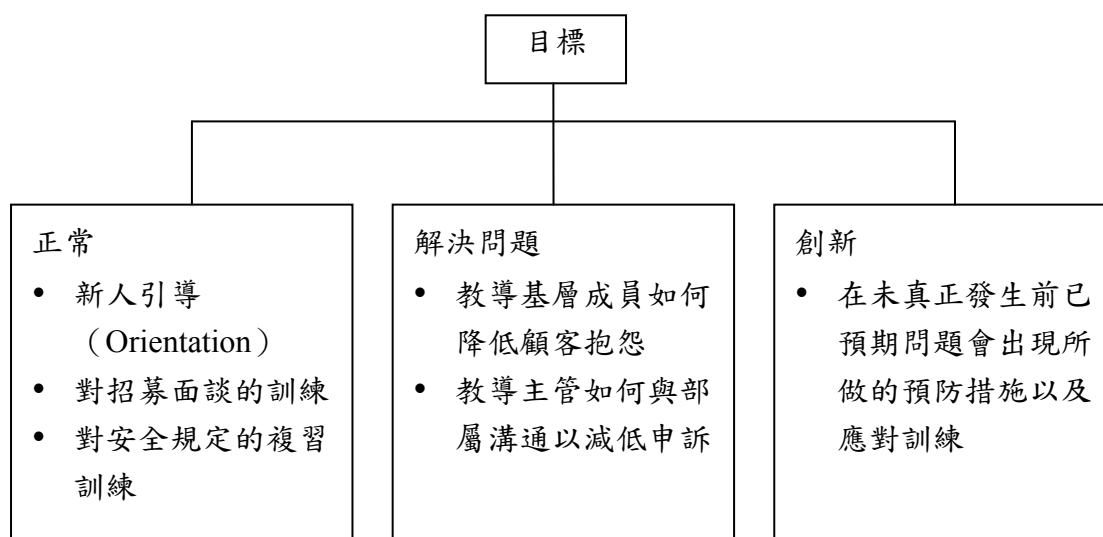 目標
正常
• 新人引導
（Orientation）
• 對招募面談的訓練
• 對安全規定的複習
訓練
解決問題
• 教導基層成員如何
降低顧客抱怨
• 教導主管如何與部
屬溝通以減低申訴
創新
• 在未真正發生前已
預期問題會出現所
做的預防措施以及
應對訓練